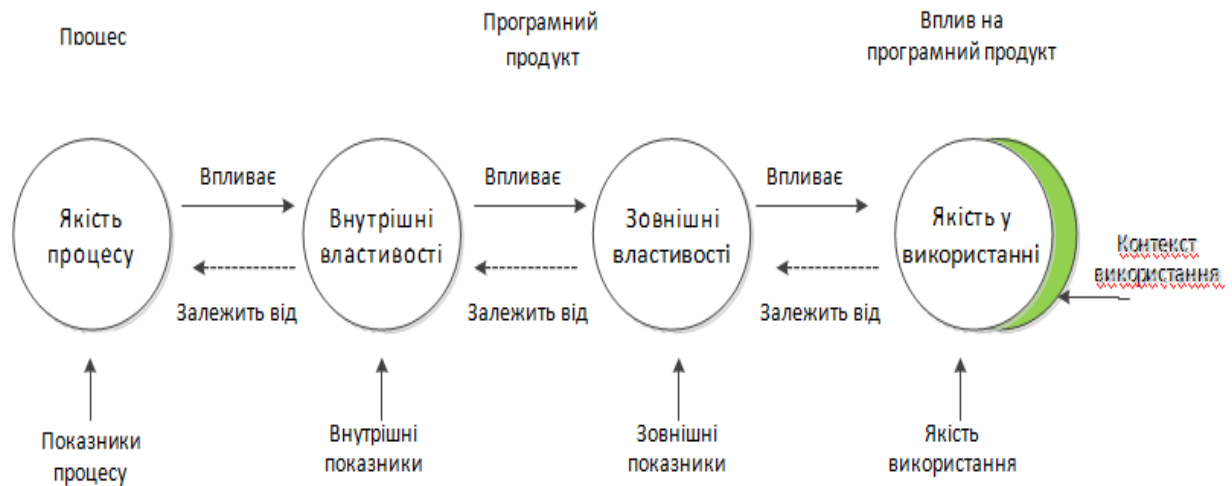 Процес
Програмний
продукт
Вплив на
програмний продукт
Якість
процесу
Впливає
Залежить від
Внутрішні
властивості
Впливає
Залежить від
Зовнішні
властивості
Впливає
Залежить від
Якість у
використанні
Контекст
використання
Показники
процесу
Внутрішні
показники
Зовнішні
показники
Якість
використання